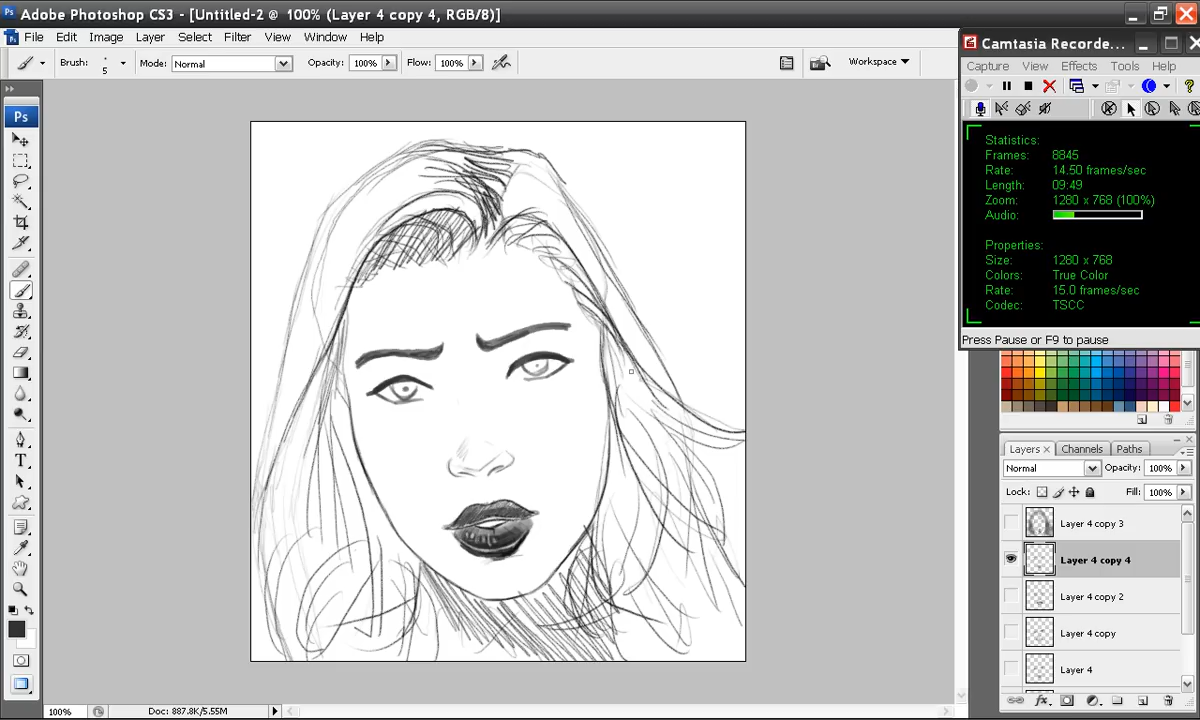 Ps Adobe Photoshop CS3 - [Untitled-2 @ 100% (Layer 4 copy 4, RGB/8)]
File Edit Image Layer Select Filter View Window Help
Brush: 5 Mode: Normal Opacity: 100% Flow: 100% Workspace
Ps
T
Camtasia Recorde...
Capture View Effects Tools Help
Statistics:
Frames: 8845
Rate: 14.50 frames/sec
Length: 09:49
Zoom: 1280 x 768 (100%)
Audio:
Properties:
Size: 1280 x 768
Colors: True Color
Rate: 15.0 frames/sec
Codec: TSCC
Press Pause or F9 to pause
Layers Channels Paths
Normal Opacity: 100%
Lock: Fill: 100%
Layer 4 copy 3
Layer 4 copy 4
Layer 4 copy 2
Layer 4 copy
Layer 4
fx
100% Doc: 887.8K/5.55M